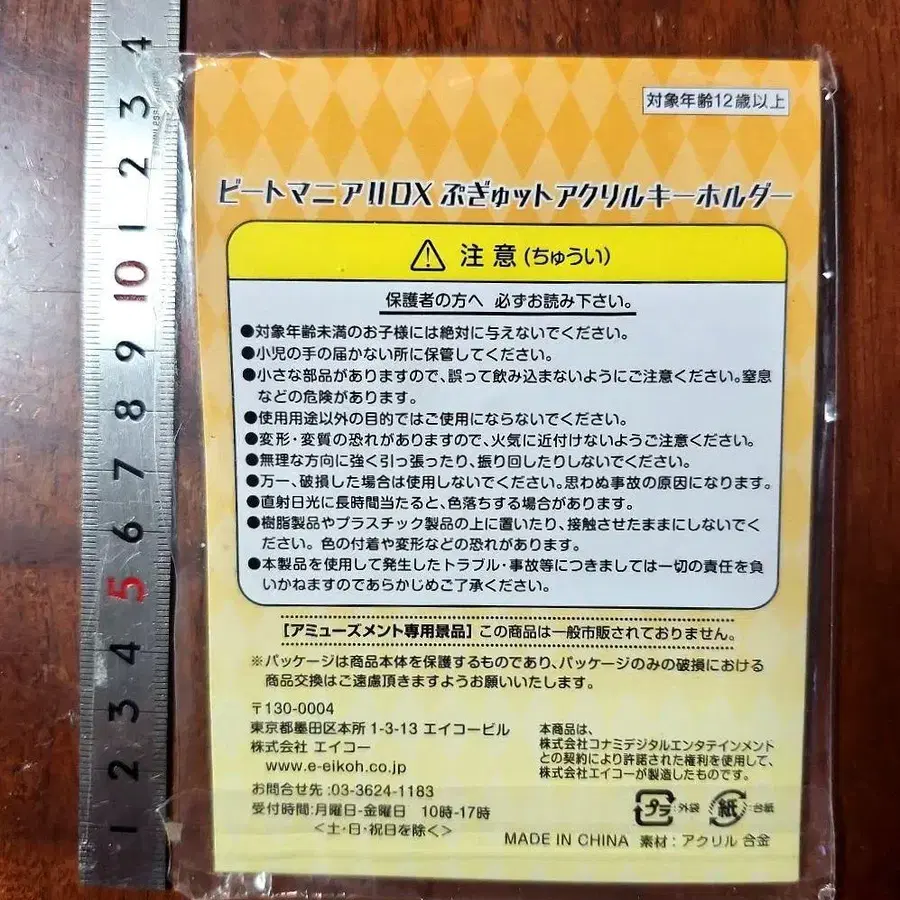 対象年齢12歳以上
ビートマニアIIDX ぷぎゅットアクリルキーホルダー
注意(ちゅうい)
保護者の方へ 必ずお読み下さい。
●対象年齢未満のお子様には絶対に与えないでください。
●小児の手の届かない所に保管してください。
●小さな部品がありますので、誤って飲み込まないようにご注意ください。窒息
などの危険があります。
●使用用途以外の目的ではご使用にならないでください。
●変形・変質の恐れがありますので、火気に近付けないようご注意ください。
●無理な方向に強く引っ張ったり、振り回したりしないでください。
●万一、破損した場合は使用しないでください。思わぬ事故の原因になります。
●直射日光に長時間当たると、色落ちする場合があります。
●樹脂製品やプラスチック製品の上に置いたり、接触させたままにしないでく
ださい。色の付着や変形などの恐れがあります。
●本製品を使用して発生したトラブル・事故等につきましては一切の責任を負
いかねますのであらかじめご了承ください。
[アミューズメント専用景品] この商品は一般市販されておりません。
※パッケージは商品本体を保護するものであり、パッケージのみの破損における
商品交換はご遠慮頂きますようお願いいたします。
〒130-0004
東京都墨田区本所 1-3-13 エイコービル
株式会社 エイコー
www.e-eikoh.co.jp
お問合せ先:03-3624-1183
受付時間:月曜日-金曜日 10時-17時
<土・日・祝日を除く>
本商品は、
株式会社コナミデジタルエンタテインメント
との契約により許諾された権利を使用して、
株式会社エイコーが製造したものです。
プラ :外袋 紙 :台紙
MADE IN CHINA 素材:アクリル 合金
4
3
2
1
10
9
8
7
6
5
4
3
2
1